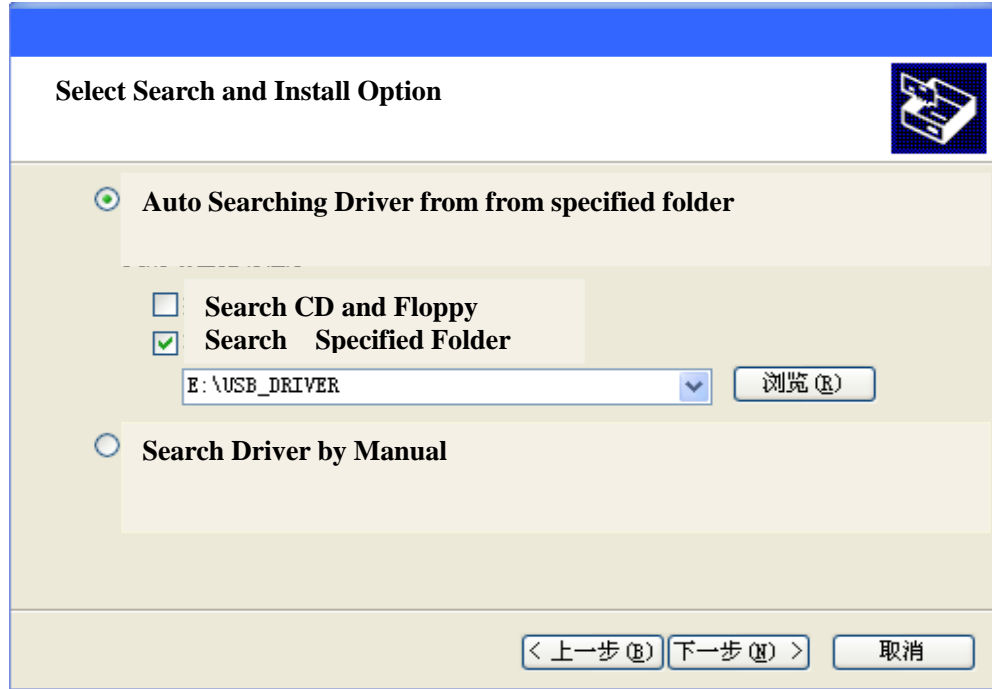 Select Search and Install Option
Auto Searching Driver from from specified folder
Search CD and Floppy
Search Specified Folder
E:\USB_DRIVER
浏览(R)
Search Driver by Manual
< 上一步(B)
下一步(N) >
取消